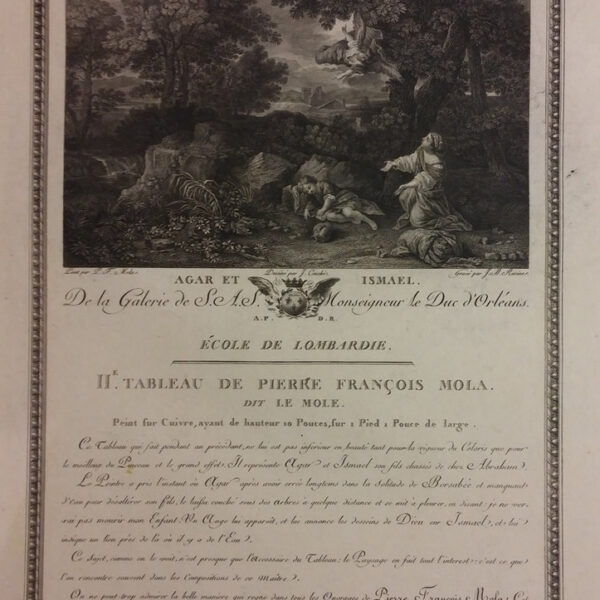 Peint par P. F. Mola.
Dessiné par J. Couché.
Gravé par J. M.
AGAR ET ISMAEL.
De la Galerie de S.A.S. Monseigneur le Duc d'Orléans.
A.P. D.R.
ÉCOLE DE LOMBARDIE.
IIE. TABLEAU DE PIERRE FRANÇOIS MOLA.
DIT LE MOLE.
Peint sur Cuivre, ayant de hauteur 10 Pouces, sur 1 Pied 1 Pouce de large.
Ce Tableau qui fait pendant au précédent, ne lui est pas inférieur en beauté tant pour la vigueur du Coloris que pour
le moelleux du Pinceau et le grand effet. Il représente Agar et Ismael son fils chassés de chez Abraham.
Le Peintre a pris l'instant où Agar après avoir errée longtems dans la Solitude de Bersabée et manquant
d'eau pour désaltérer son fils, le laissa couché sous des arbres à quelque distance et se mit à pleurer, en disant: je ne ver-
rai pas mourir mon Enfant. Un Ange lui apparoit, et lui annonce les desseins de Dieu sur Ismael, et lui
indique un lieu près de là où il y a de l'Eau.
Ce Sujet, comme on le voit, n'est presque que l'accessoire du Tableau: le Paysage en fait tout l'interest: c'est ce que
l'on rencontre souvent dans les Compositions de ce Maître.
On ne peut trop admirer la belle manière qui regne dans tous les Ouvrages de Pierre François Mola: Ce